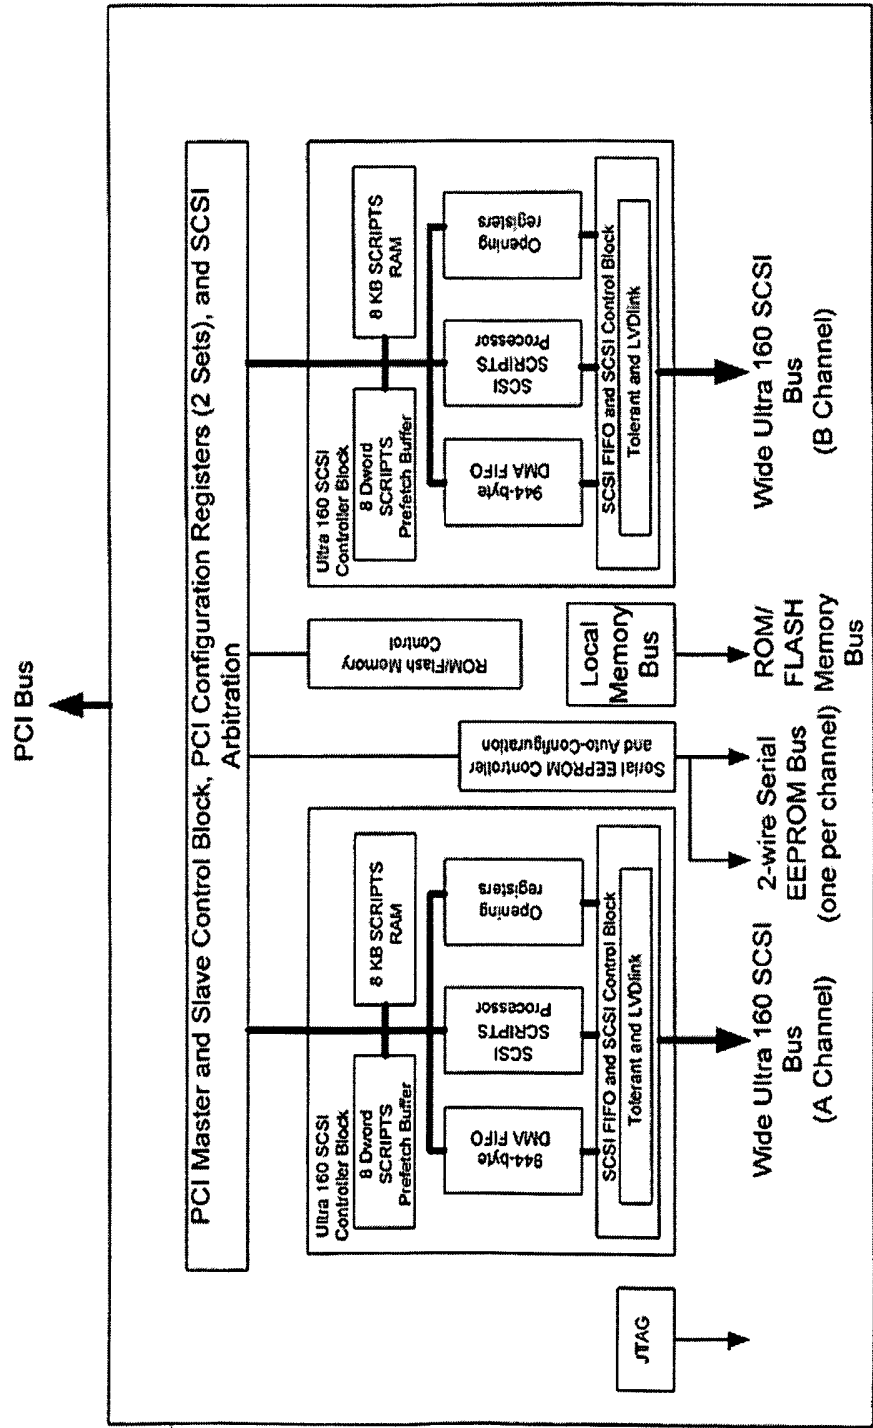 PCI Bus
PCI Master and Slave Control Block, PCI Configuration Registers (2 Sets), and SCSI
Arbitration
Ultra 160 SCSI
Controller Block
8 Dword
SCRIPTS
Prefetch Buffer
8 KB SCRIPTS
RAM
944-byte
DMA FIFO
SCSI
SCRIPTS
Processor
Opening
registers
SCSI FIFO and SCSI Control Block
Tolerant and LVDlink
Serial EEPROM Controller
and Auto-Configuration
ROM/Flash Memory
Control
Local
Memory
Bus
Ultra 160 SCSI
Controller Block
8 Dword
SCRIPTS
Prefetch Buffer
8 KB SCRIPTS
RAM
944-byte
DMA FIFO
SCSI
SCRIPTS
Processor
Opening
registers
SCSI FIFO and SCSI Control Block
Tolerant and LVDlink
JTAG
Wide Ultra 160 SCSI
Bus
(A Channel)
2-wire Serial
EEPROM Bus
(one per channel)
ROM/
FLASH
Memory
Bus
Wide Ultra 160 SCSI
Bus
(B Channel)